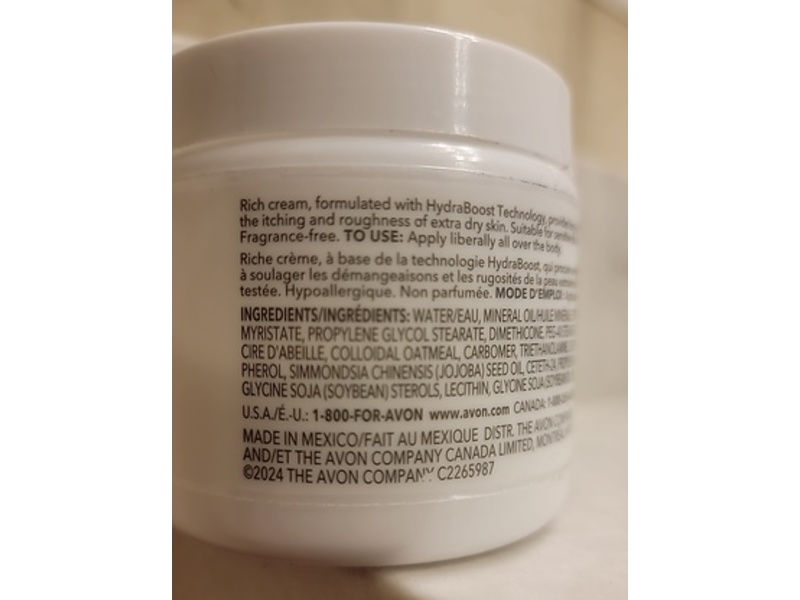 Rich cream, formulated with HydraBoost Technology,
the itching and roughness of extra dry skin. Suitable for
Fragrance-free. TO USE: Apply liberally all over the body.
Riche crème, à base de la technologie HydraBoost, qui procure
à soulager les démangeaisons et les rugosités de la peau
testée. Hypoallergique. Non parfumée. MODE D'EMPLOI:
INGREDIENTS/INGRÉDIENTS: WATER/EAU, MINERAL OIL/HUILE
MYRISTATE, PROPYLENE GLYCOL STEARATE, DIMETHICONE,
CIRE D'ABEILLE, COLLOIDAL OATMEAL, CARBOMER,
PHEROL, SIMMONDSIA CHINENSIS (JOJOBA) SEED OIL, CETETH-20,
GLYCINE SOJA (SOYBEAN) STEROLS, LECITHIN, GLYCINE SOJA
U.S.A./É.-U.: 1-800-FOR-AVON www.avon.com CANADA:
MADE IN MEXICO/FAIT AU MEXIQUE DISTR. THE AVON
AND/ET THE AVON COMPANY CANADA LIMITED,
©2024 THE AVON COMPANY C2265987